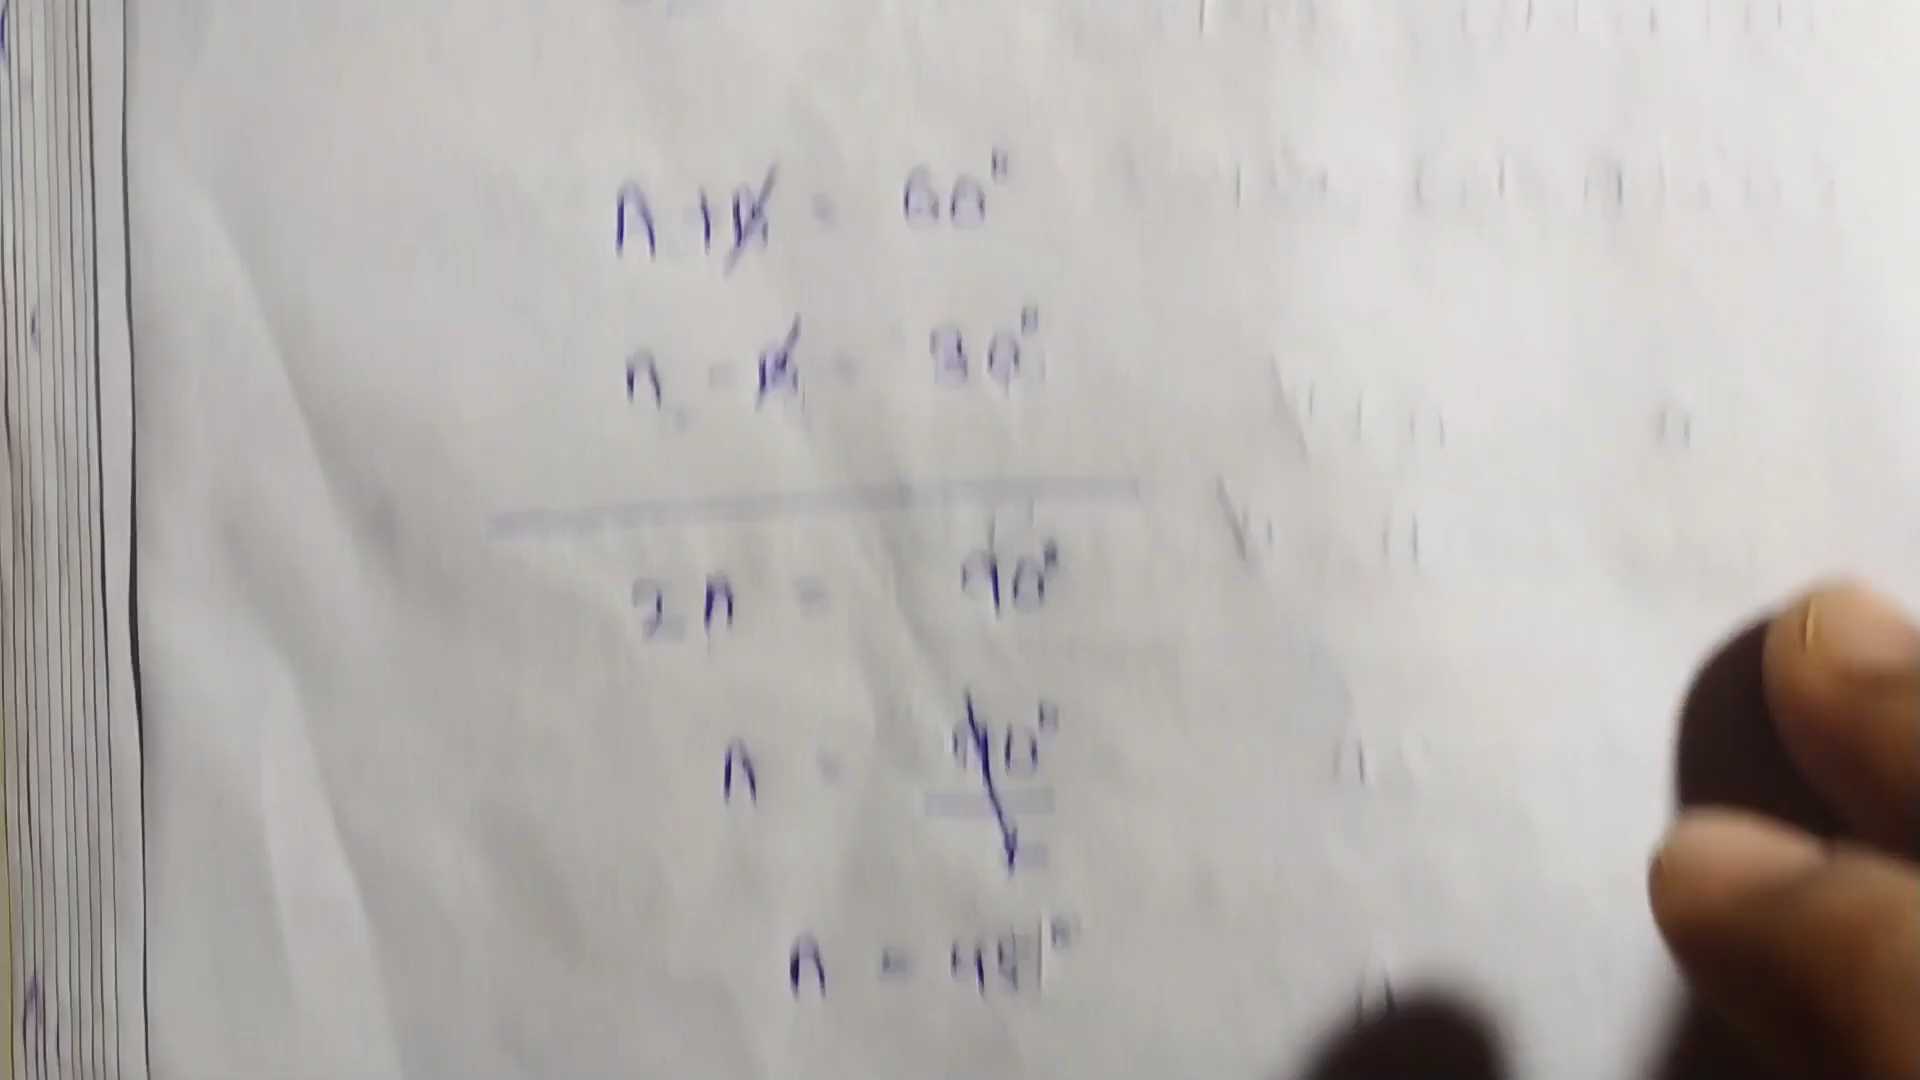 A + B = 60°
A - B = 30°
2A = 90°
A = 90°
A = 45°